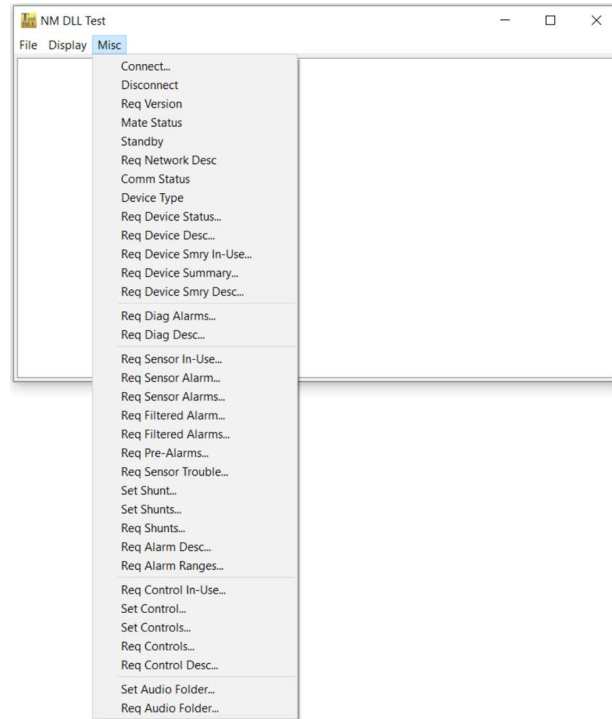 Test DLL NM DLL Test
File Display Misc
Connect...
Disconnect
Req Version
Mate Status
Standby
Req Network Desc
Comm Status
Device Type
Req Device Status...
Req Device Desc...
Req Device Smry In-Use...
Req Device Summary...
Req Device Smry Desc...
Req Diag Alarms...
Req Diag Desc...
Req Sensor In-Use...
Req Sensor Alarm...
Req Sensor Alarms...
Req Filtered Alarm...
Req Filtered Alarms...
Req Pre-Alarms...
Req Sensor Trouble...
Set Shunt...
Set Shunts...
Req Shunts...
Req Alarm Desc...
Req Alarm Ranges...
Req Control In-Use...
Set Control...
Set Controls...
Req Controls...
Req Control Desc...
Set Audio Folder...
Req Audio Folder...